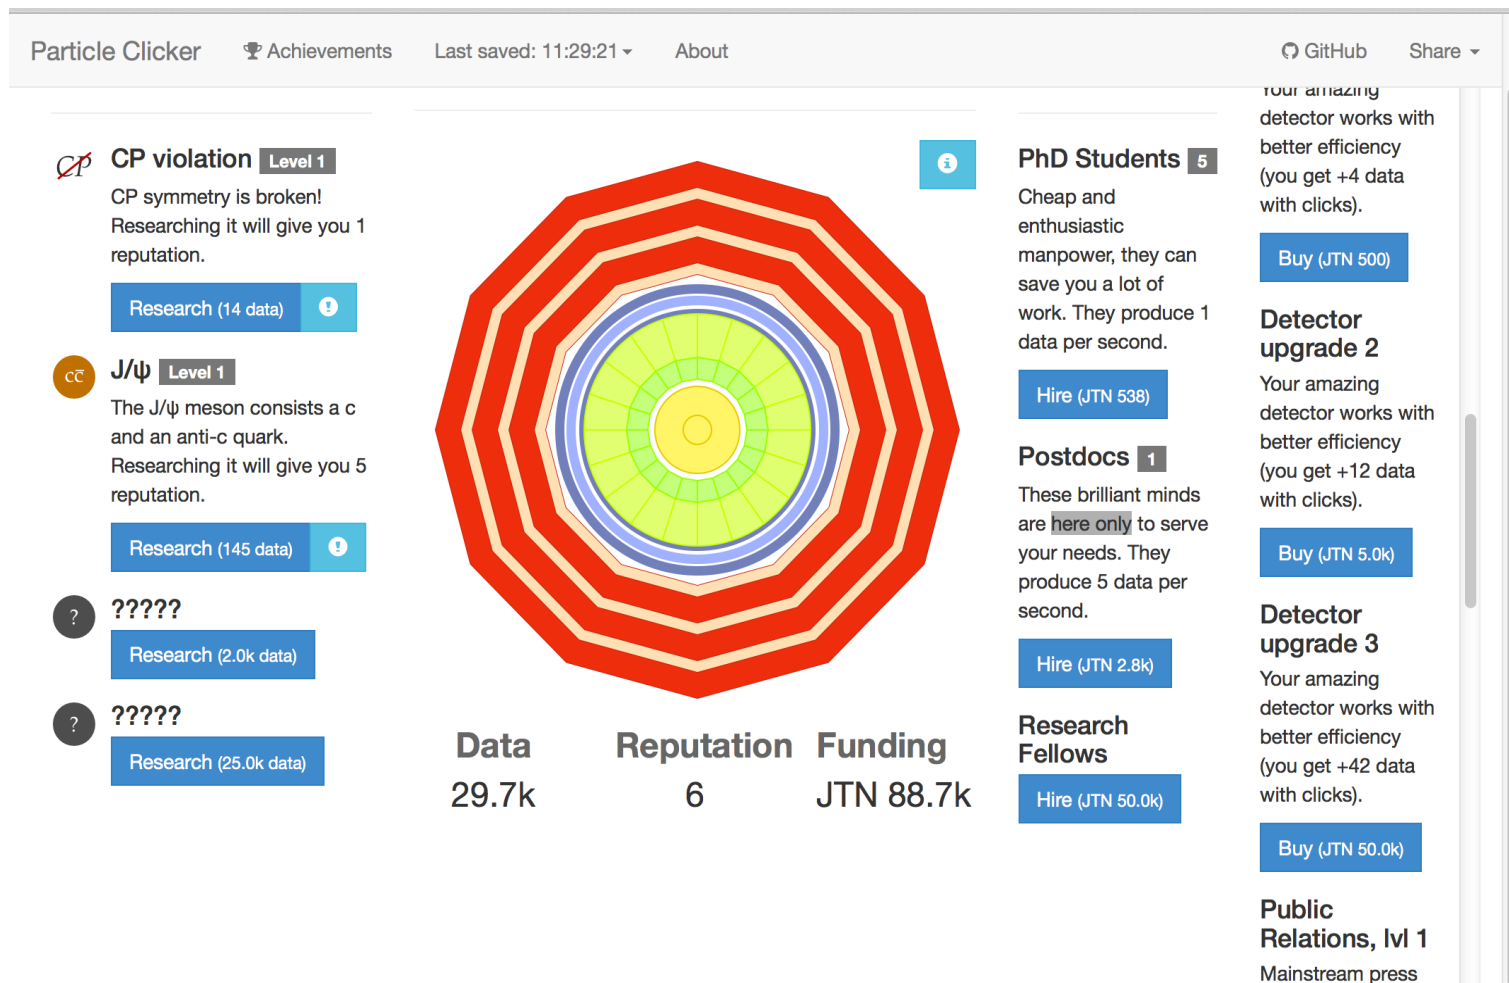 Particle Clicker
Achievements
Last saved: 11:29:21
About
GitHub
Share
CP
CP violation Level 1
CP symmetry is broken!
Researching it will give you 1
reputation.
Research (14 data)
cc̅
J/ψ Level 1
The J/ψ meson consists a c
and an anti-c quark.
Researching it will give you 5
reputation.
Research (145 data)
?
?????
Research (2.0k data)
?
?????
Research (25.0k data)
Data
29.7k
Reputation
6
Funding
JTN 88.7k
PhD Students 5
Cheap and
enthusiastic
manpower, they can
save you a lot of
work. They produce 1
data per second.
Hire (JTN 538)
Postdocs 1
These brilliant minds
are here only to serve
your needs. They
produce 5 data per
second.
Hire (JTN 2.8k)
Research
Fellows
Hire (JTN 50.0k)
Your amazing
detector works with
better efficiency
(you get +4 data
with clicks).
Buy (JTN 500)
Detector
upgrade 2
Your amazing
detector works with
better efficiency
(you get +12 data
with clicks).
Buy (JTN 5.0k)
Detector
upgrade 3
Your amazing
detector works with
better efficiency
(you get +42 data
with clicks).
Buy (JTN 50.0k)
Public
Relations, lvl 1
Mainstream press